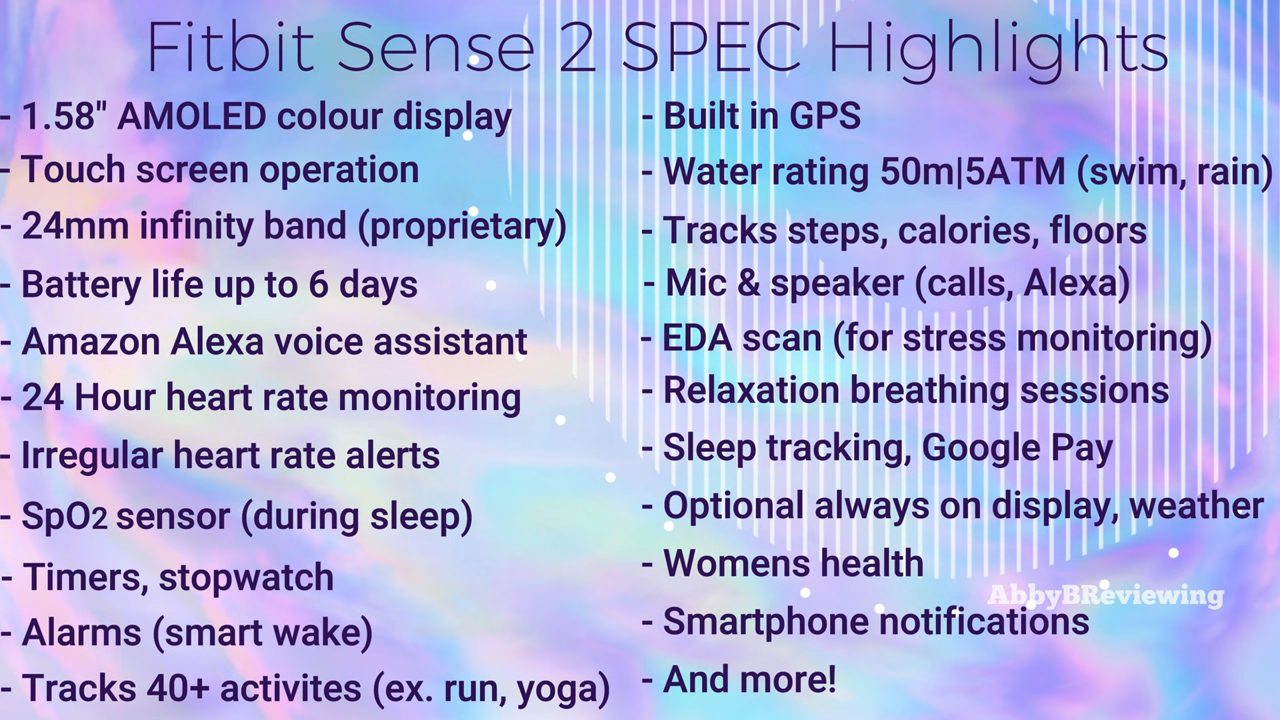 Fitbit Sense 2 SPEC Highlights
- 1.58" AMOLED colour display
- Touch screen operation
- 24mm infinity band (proprietary)
- Battery life up to 6 days
- Amazon Alexa voice assistant
- 24 Hour heart rate monitoring
- Irregular heart rate alerts
- SpO2 sensor (during sleep)
- Timers, stopwatch
- Alarms (smart wake)
- Tracks 40+ activites (ex. run, yoga)
- Built in GPS
- Water rating 50m|5ATM (swim, rain)
- Tracks steps, calories, floors
- Mic & speaker (calls, Alexa)
- EDA scan (for stress monitoring)
- Relaxation breathing sessions
- Sleep tracking, Google Pay
- Optional always on display, weather
- Womens health
AbbyBReviewing
- Smartphone notifications
- And more!